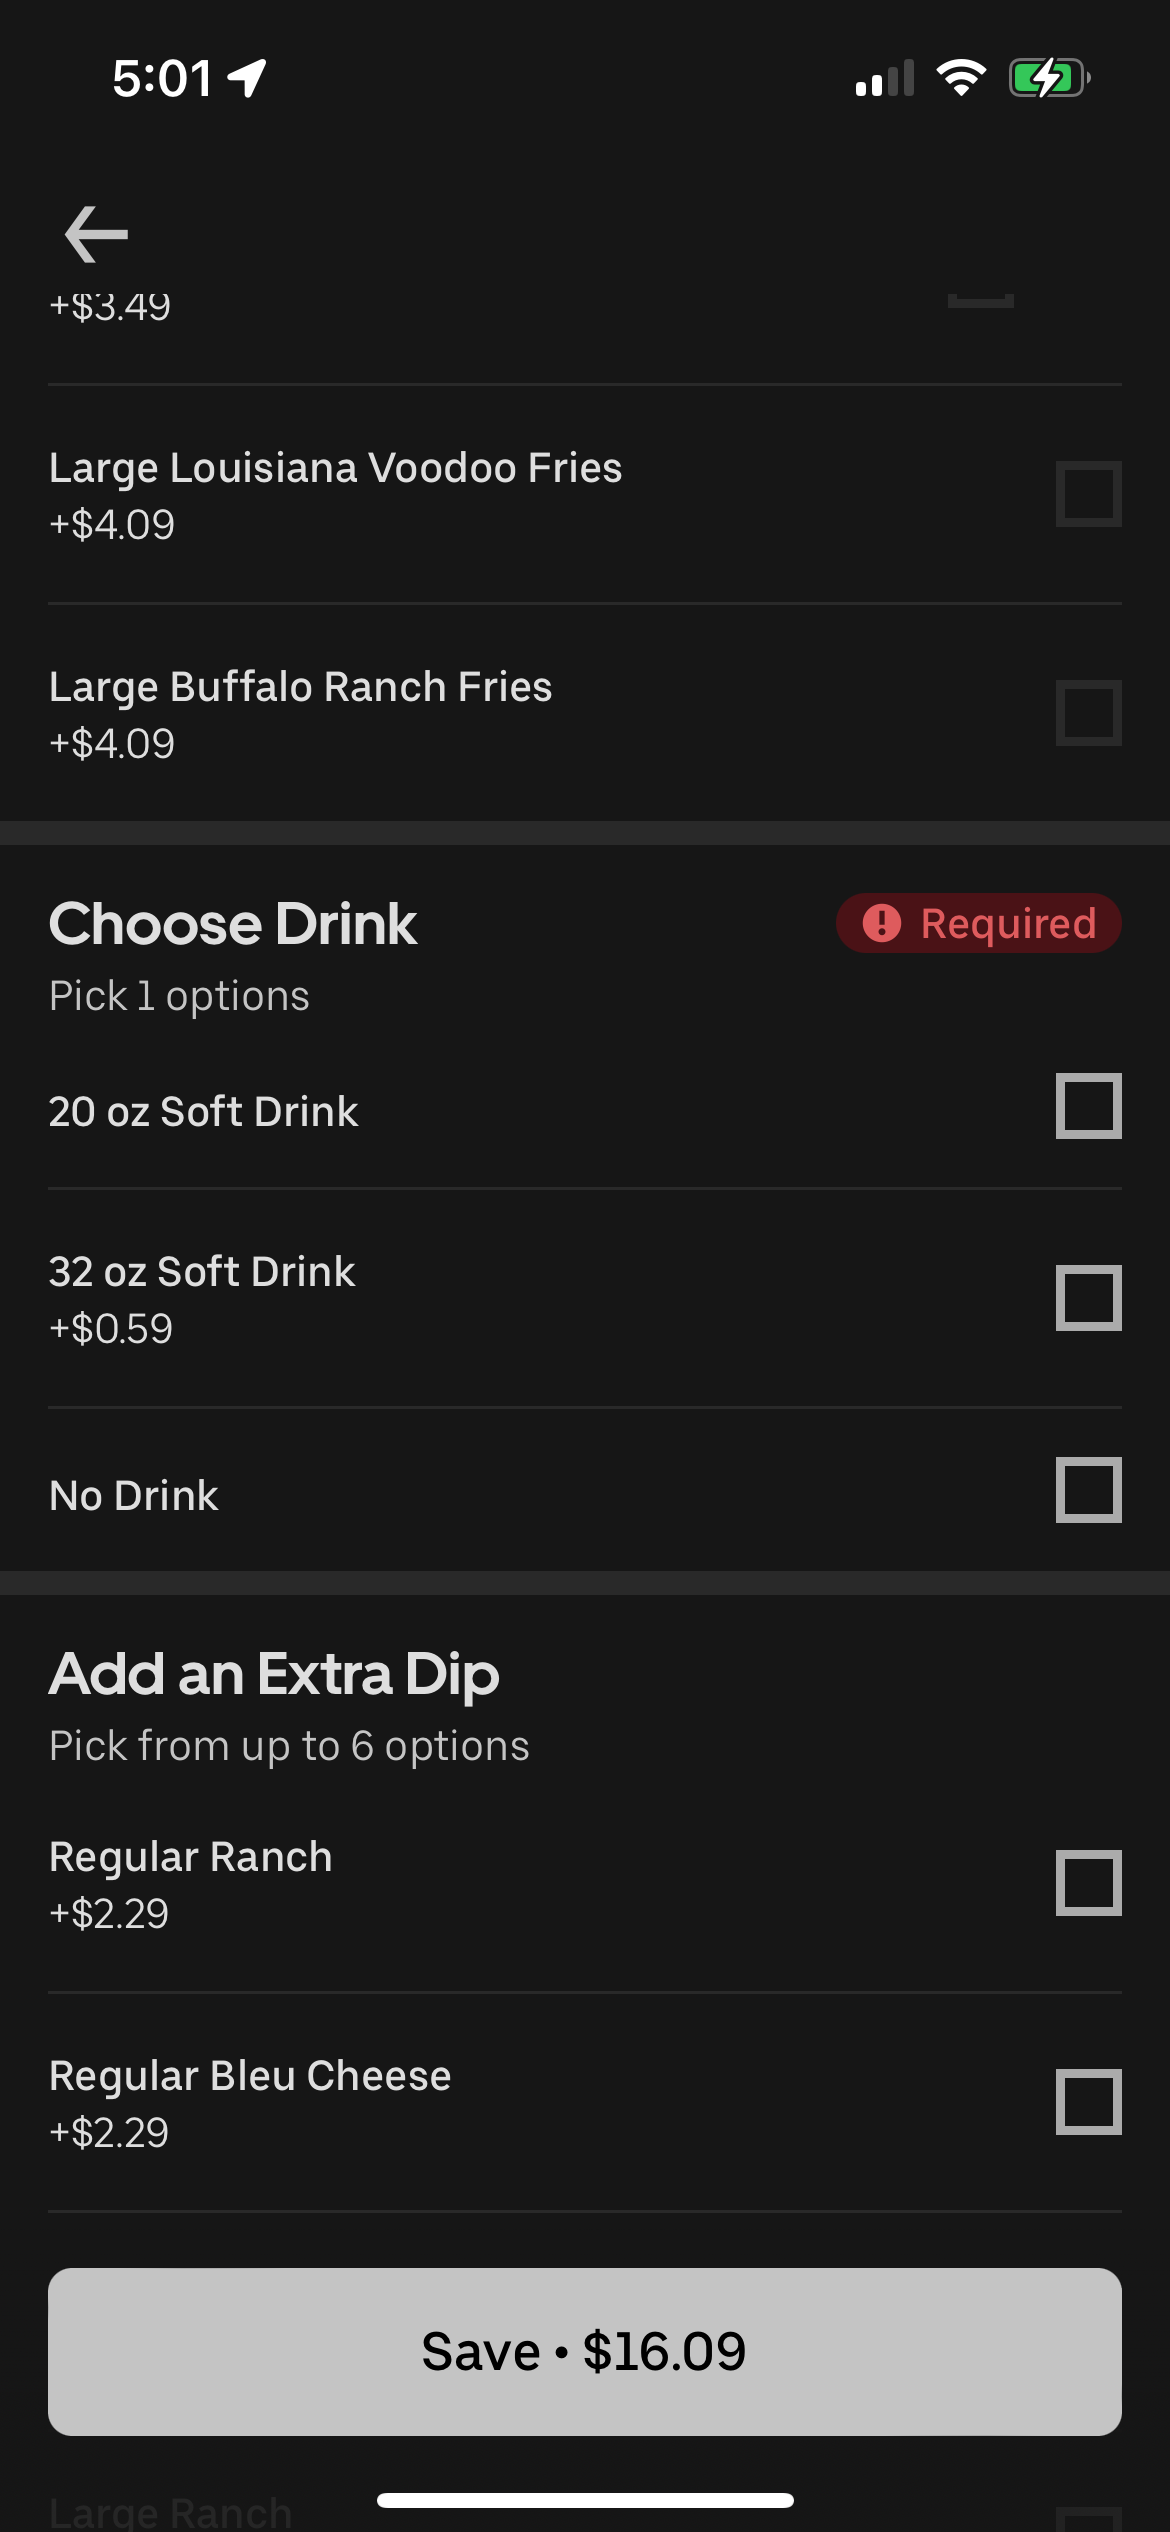 5:01
+$3.49
Large Louisiana Voodoo Fries
+$4.09
Large Buffalo Ranch Fries
+$4.09
Choose Drink
Required
Pick 1 options
20 oz Soft Drink
32 oz Soft Drink
+$0.59
No Drink
Add an Extra Dip
Pick from up to 6 options
Regular Ranch
+$2.29
Regular Bleu Cheese
+$2.29
Save • $16.09
Large Ranch